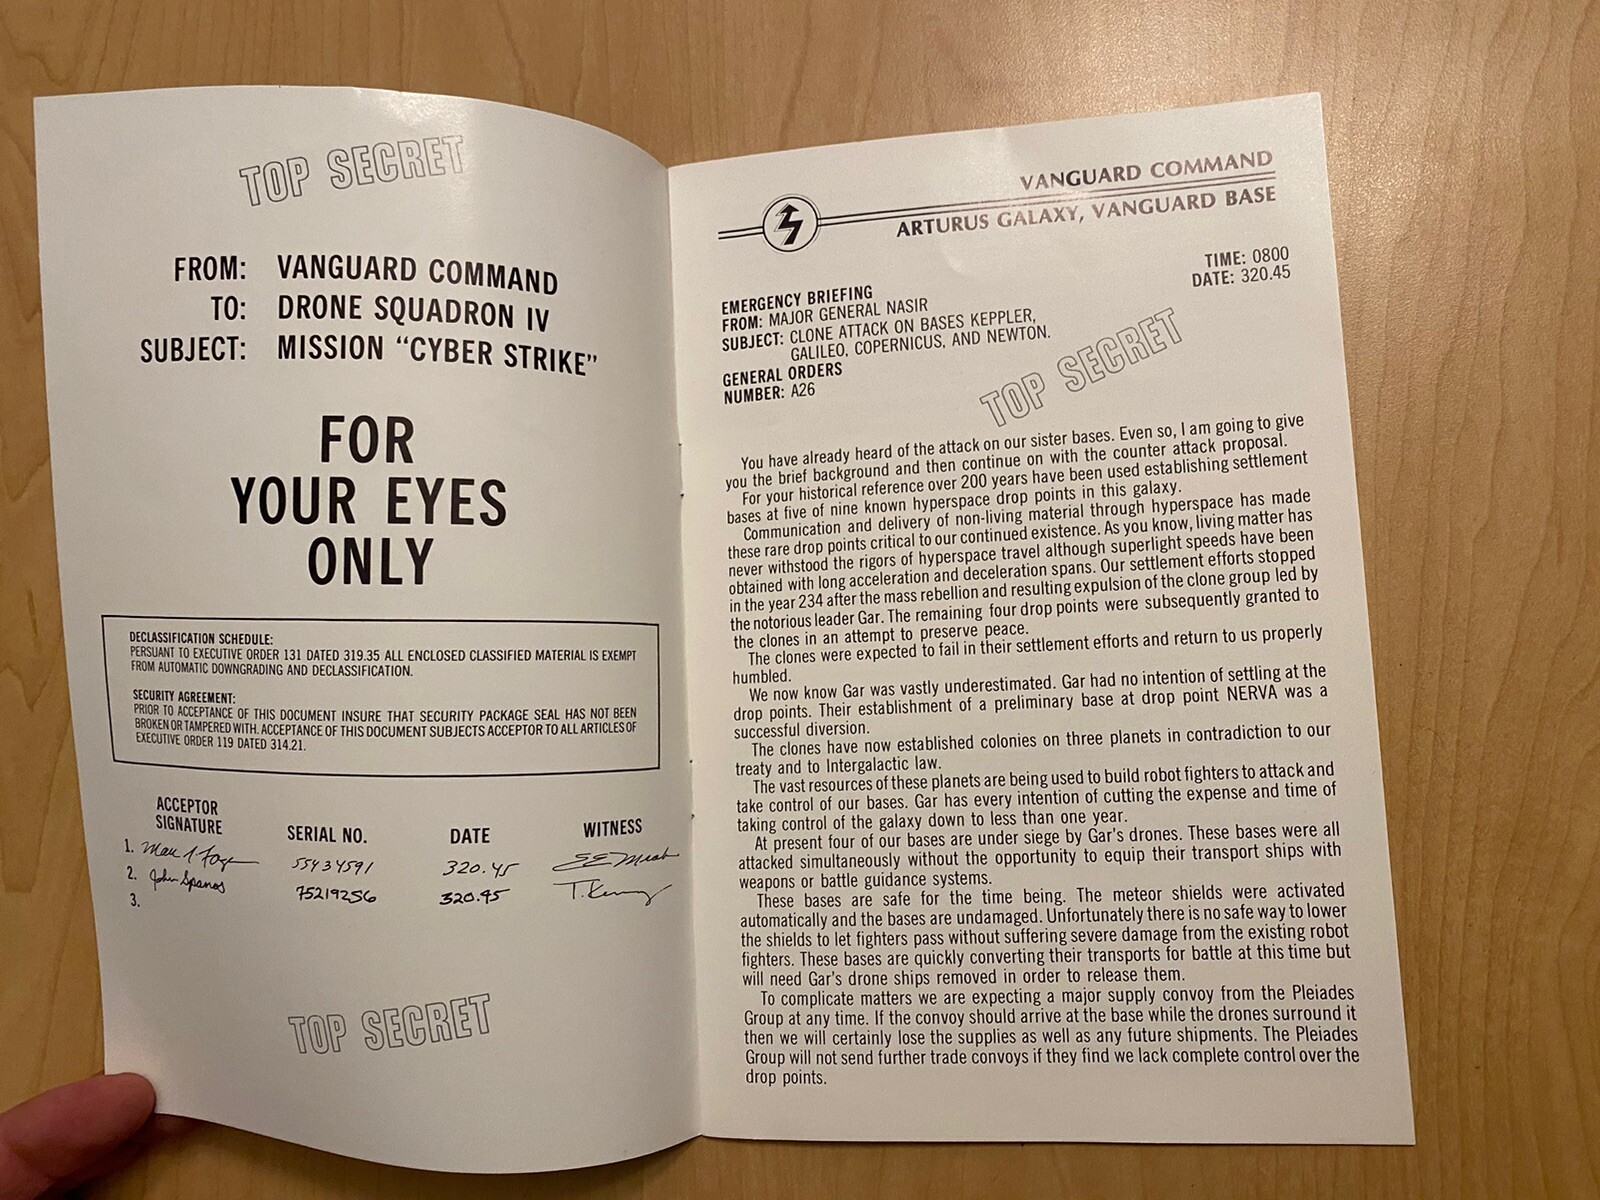 TOP SECRET
FROM: VANGUARD COMMAND
TO: DRONE SQUADRON IV
SUBJECT: MISSION “CYBER STRIKE”
FOR
YOUR EYES
ONLY
DECLASSIFICATION SCHEDULE:
PERSUANT TO EXECUTIVE ORDER 131 DATED 319.35 ALL ENCLOSED CLASSIFIED MATERIAL IS EXEMPT
FROM AUTOMATIC DOWNGRADING AND DECLASSIFICATION.
SECURITY AGREEMENT:
PRIOR TO ACCEPTANCE OF THIS DOCUMENT INSURE THAT SECURITY PACKAGE SEAL HAS NOT BEEN
BROKEN OR TAMPERED WITH. ACCEPTANCE OF THIS DOCUMENT SUBJECTS ACCEPTOR TO ALL ARTICLES OF
EXECUTIVE ORDER 119 DATED 314.21.
ACCEPTOR
SIGNATURE SERIAL NO. DATE WITNESS
1. 55434591 320.45
2. John Spanos 75219256 320.45
3.
TOP SECRET
VANGUARD COMMAND
ARTURUS GALAXY, VANGUARD BASE
TIME: 0800
DATE: 320.45
EMERGENCY BRIEFING
FROM: MAJOR GENERAL NASIR
SUBJECT: CLONE ATTACK ON BASES KEPPLER,
GALILEO, COPERNICUS, AND NEWTON.
GENERAL ORDERS
NUMBER: A26
TOP SECRET
You have already heard of the attack on our sister bases. Even so, I am going to give
you the brief background and then continue on with the counter attack proposal.
For your historical reference over 200 years have been used establishing settlement
bases at five of nine known hyperspace drop points in this galaxy.
Communication and delivery of non-living material through hyperspace has made
these rare drop points critical to our continued existence. As you know, living matter has
never withstood the rigors of hyperspace travel although superlight speeds have been
obtained with long acceleration and deceleration spans. Our settlement efforts stopped
in the year 234 after the mass rebellion and resulting expulsion of the clone group led by
the notorious leader Gar. The remaining four drop points were subsequently granted to
the clones in an attempt to preserve peace.
The clones were expected to fail in their settlement efforts and return to us properly
humbled.
We now know Gar was vastly underestimated. Gar had no intention of settling at the
drop points. Their establishment of a preliminary base at drop point NERVA was a
successful diversion.
The clones have now established colonies on three planets in contradiction to our
treaty and to Intergalactic law.
The vast resources of these planets are being used to build robot fighters to attack and
take control of our bases. Gar has every intention of cutting the expense and time of
taking control of the galaxy down to less than one year.
At present four of our bases are under siege by Gar's drones. These bases were all
attacked simultaneously without the opportunity to equip their transport ships with
weapons or battle guidance systems.
These bases are safe for the time being. The meteor shields were activated
automatically and the bases are undamaged. Unfortunately there is no safe way to lower
the shields to let fighters pass without suffering severe damage from the existing robot
fighters. These bases are quickly converting their transports for battle at this time but
will need Gar's drone ships removed in order to release them.
To complicate matters we are expecting a major supply convoy from the Pleiades
Group at any time. If the convoy should arrive at the base while the drones surround it
then we will certainly lose the supplies as well as any future shipments. The Pleiades
Group will not send further trade convoys if they find we lack complete control over the
drop points.